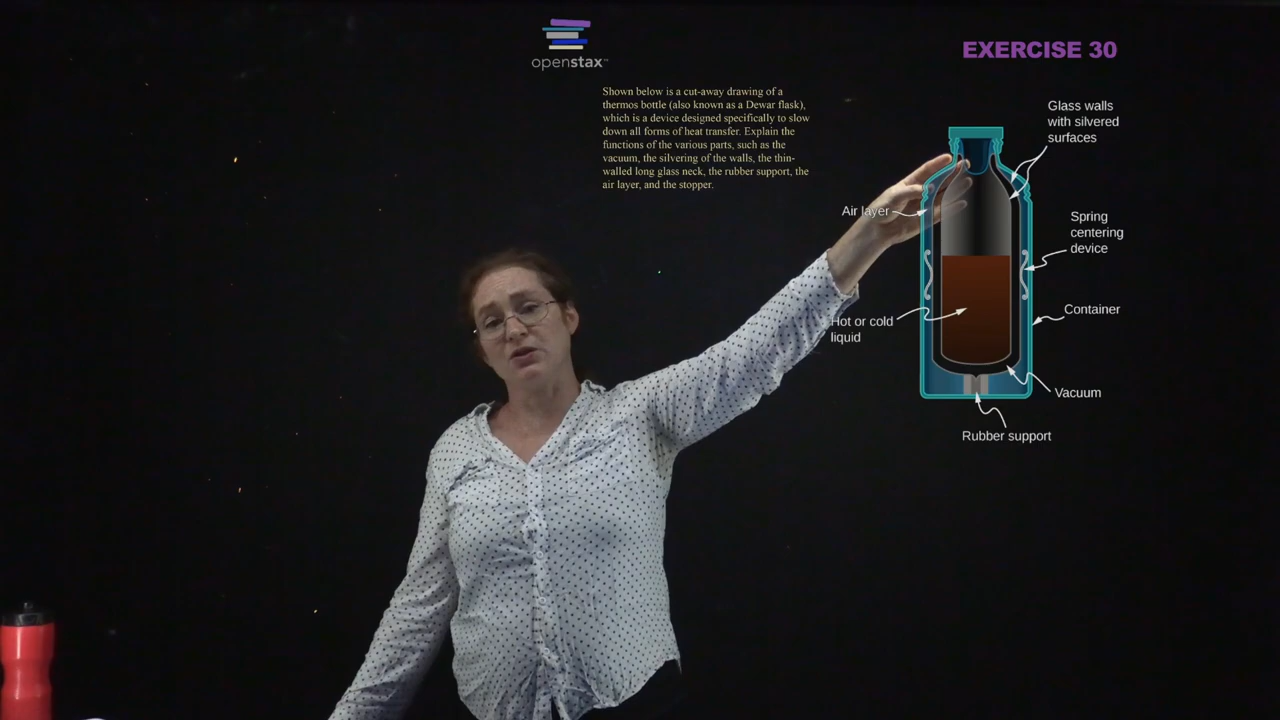 openstax™
EXERCISE 30
Shown below is a cut-away drawing of a
thermos bottle (also known as a Dewar flask),
which is a device designed specifically to slow
down all forms of heat transfer. Explain the
functions of the various parts, such as the
vacuum, the silvering of the walls, the thin-
walled long glass neck, the rubber support, the
air layer, and the stopper.
Glass walls
with silvered
surfaces
Air layer
Spring
centering
device
Hot or cold
liquid
Container
Vacuum
Rubber support